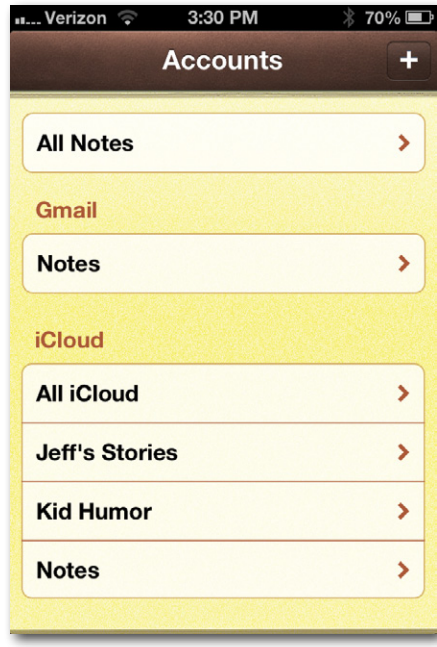 Verizon 3:30 PM 70%
Accounts +
All Notes
Gmail
Notes
iCloud
All iCloud
Jeff's Stories
Kid Humor
Notes